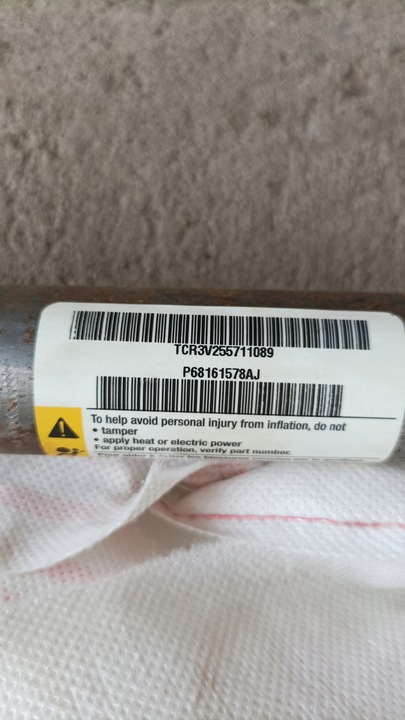 TCR3V255711089
P68161578AJ
To help avoid personal injury from inflation, do not
• tamper
• apply heat or electric power
For proper operation, verify part number.